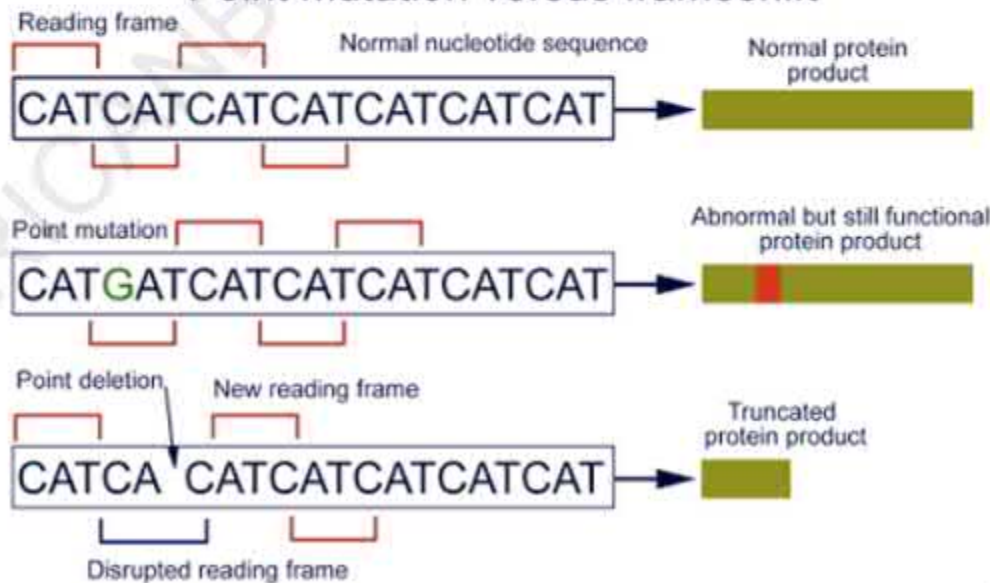 Reading frame
Normal nucleotide sequence
Normal protein
product
CATCATCATCATCATCATCAT
Point mutation
Abnormal but still functional
protein product
CATGATCATCATCATCATCAT
Point deletion
New reading frame
Truncated
protein product
CATCA CATCATCATCATCAT
Disrupted reading frame